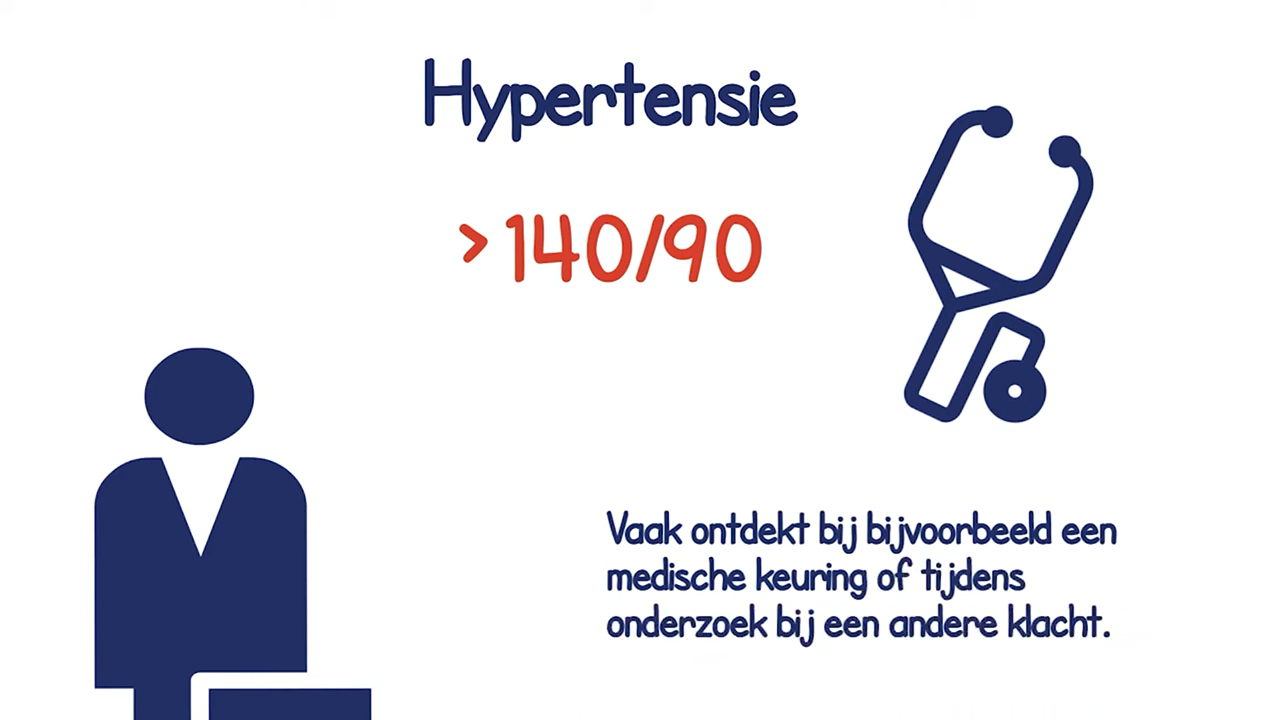 Hypertensie
> 140/90
Vaak ontdekt bij bijvoorbeeld een
medische keuring of tijdens
onderzoek bij een andere klacht.